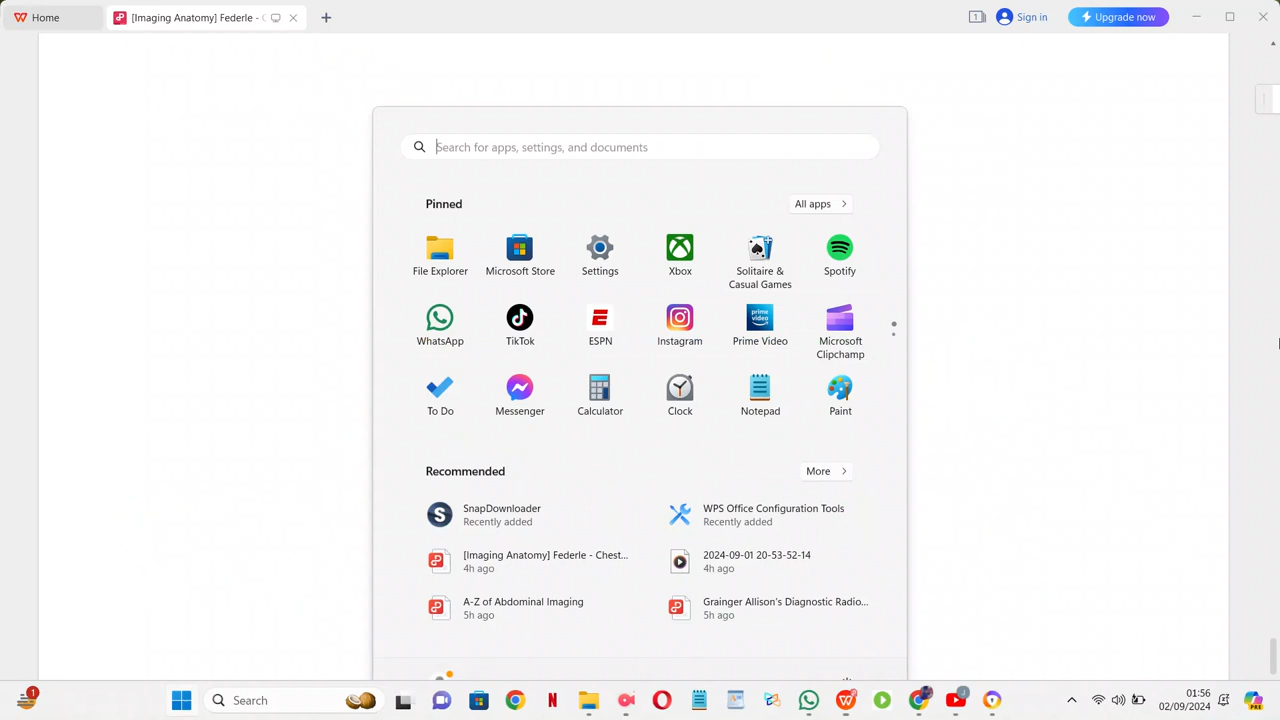 Home
[Imaging Anatomy] Federle -
Sign in
Upgrade now
Search for apps, settings, and documents
Pinned
All apps
File Explorer
Microsoft Store
Settings
Xbox
Solitaire &
Casual Games
Spotify
WhatsApp
TikTok
ESPN
Instagram
Prime Video
Microsoft
Clipchamp
To Do
Messenger
Calculator
Clock
Notepad
Paint
Recommended
More
SnapDownloader
Recently added
WPS Office Configuration Tools
Recently added
[Imaging Anatomy] Federle - Chest...
4h ago
2024-09-01 20-53-52-14
4h ago
A-Z of Abdominal Imaging
5h ago
Grainger Allison's Diagnostic Radio...
5h ago
Search
01:56
02/09/2024